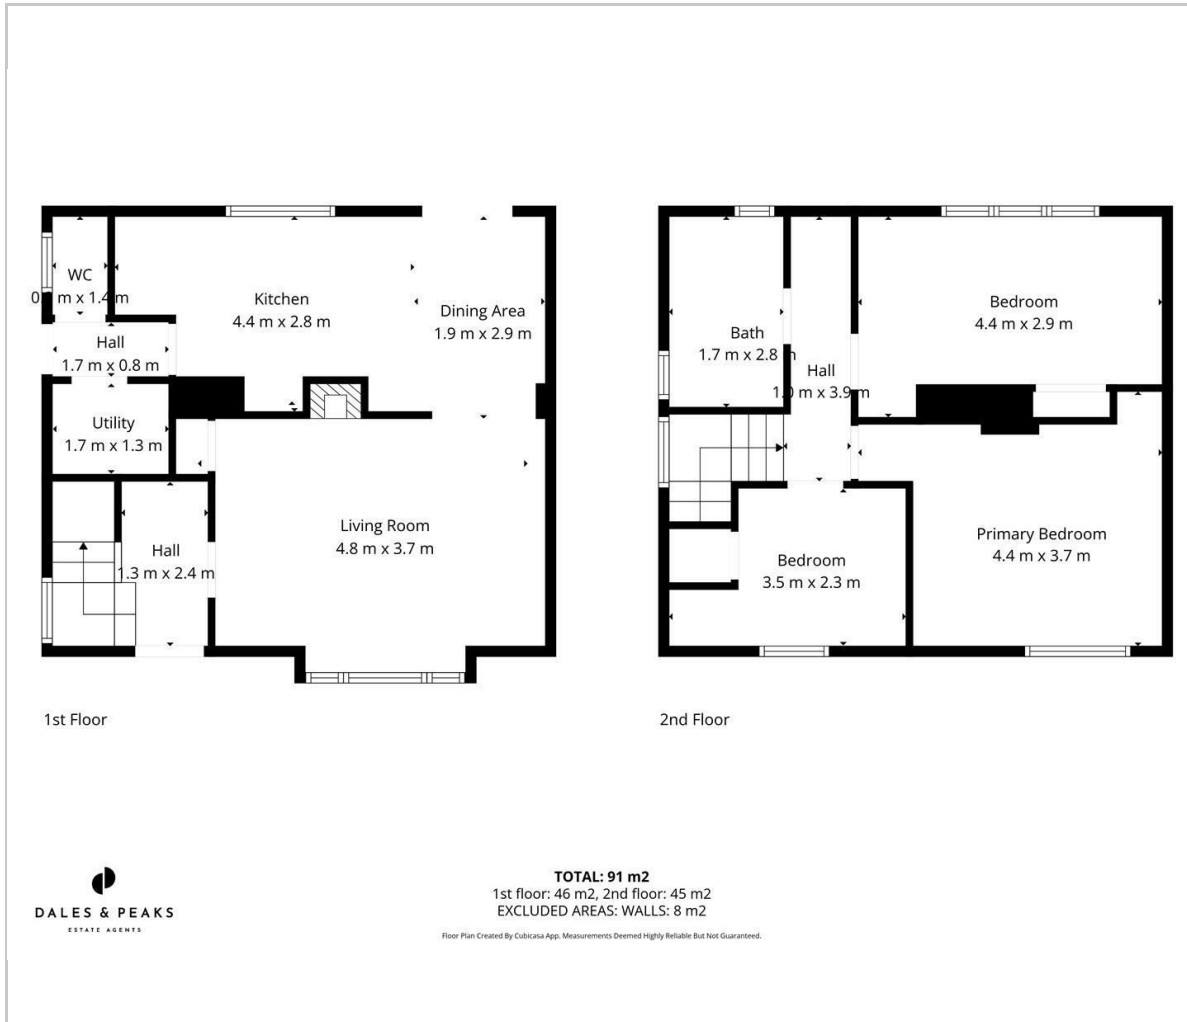 WC
m x 1.4 m
Hall
1.7 m x 0.8 m
Utility
1.7 m x 1.3 m
Kitchen
4.4 m x 2.8 m
Dining Area
1.9 m x 2.9 m
Hall
1.3 m x 2.4 m
Living Room
4.8 m x 3.7 m
1st Floor
Bath
1.7 m x 2.8 m
Hall
1.0 m x 3.9 m
Bedroom
4.4 m x 2.9 m
Bedroom
3.5 m x 2.3 m
Primary Bedroom
4.4 m x 3.7 m
2nd Floor
DALES & PEAKS
ESTATE AGENTS
TOTAL: 91 m2
1st floor: 46 m2, 2nd floor: 45 m2
EXCLUDED AREAS: WALLS: 8 m2
Floor Plan Created By Cubicasa App. Measurements Deemed Highly Reliable But Not Guaranteed.